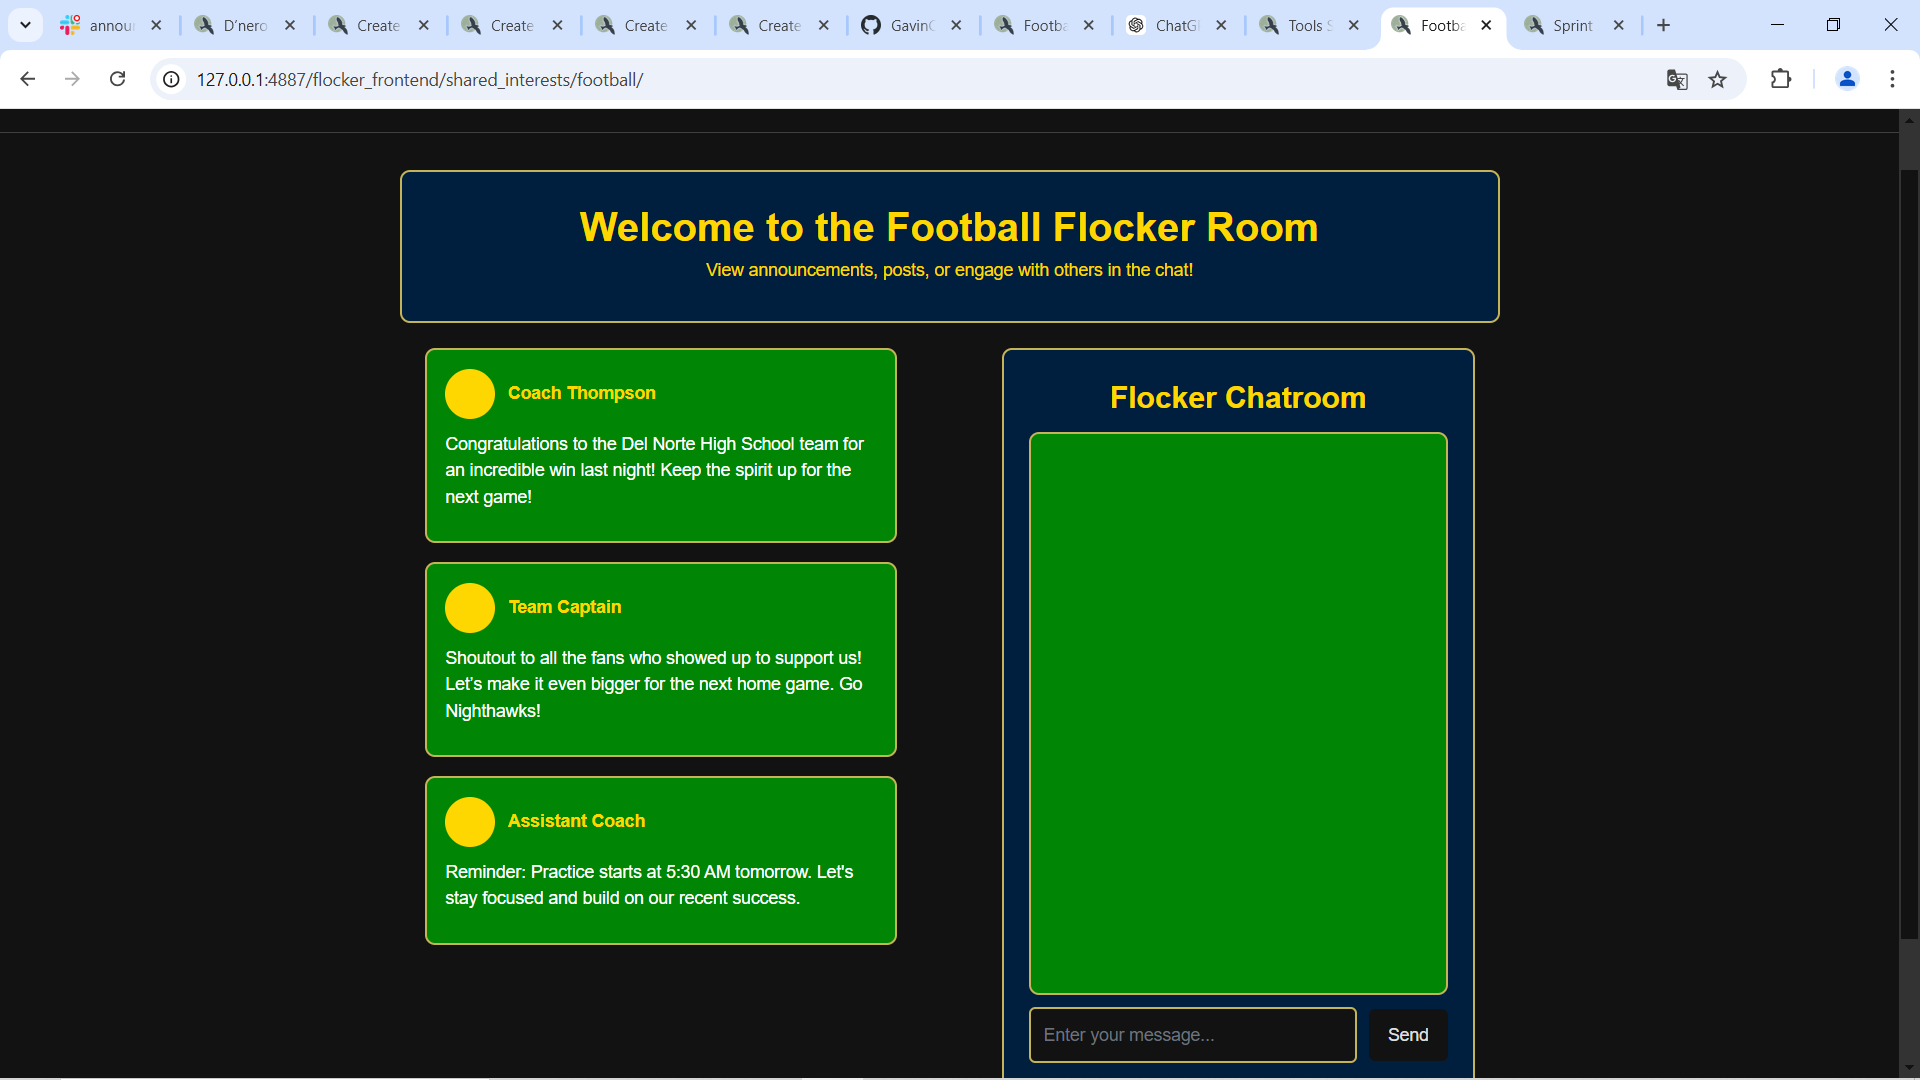 annou
D'nero
Create
Create
Create
Create
Gavin
Footba
ChatG
Tools S
Footba
Sprint
127.0.0.1:4887/flocker_frontend/shared_interests/football/
Welcome to the Football Flocker Room
View announcements, posts, or engage with others in the chat!
Coach Thompson
Congratulations to the Del Norte High School team for
an incredible win last night! Keep the spirit up for the
next game!
Team Captain
Shoutout to all the fans who showed up to support us!
Let's make it even bigger for the next home game. Go
Nighthawks!
Assistant Coach
Reminder: Practice starts at 5:30 AM tomorrow. Let's
stay focused and build on our recent success.
Flocker Chatroom
Enter your message...
Send